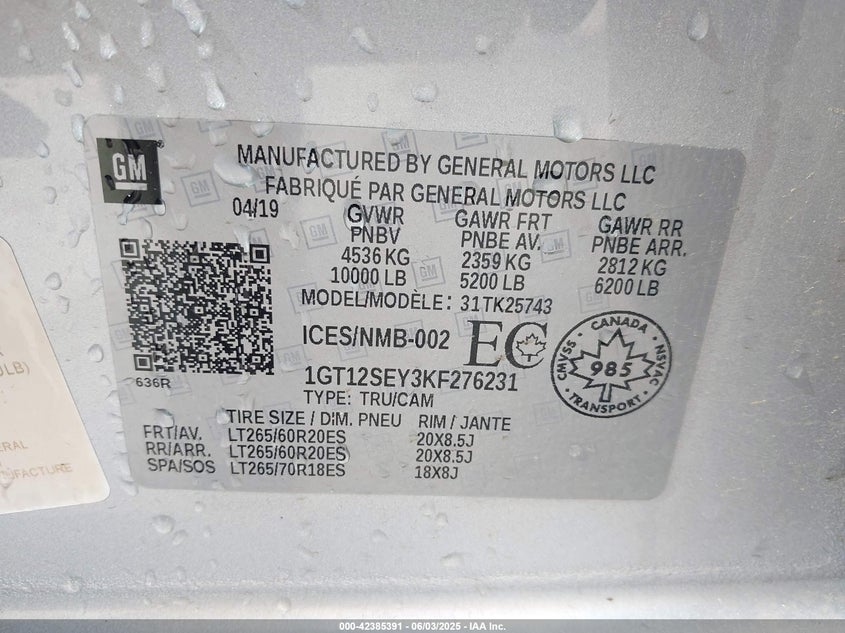 GM
MANUFACTURED BY GENERAL MOTORS LLC
FABRIQUÉ PAR GENERAL MOTORS LLC
04/19
GVWR
PNBV
4536 KG
10000 LB
GAWR FRT
PNBE AV.
2359 KG
5200 LB
GAWR RR
PNBE ARR.
2812 KG
6200 LB
MODEL/MODÈLE: 31TK25743
636R
ICES/NMB-002 EC
1GT12SEY3KF276231
TYPE: TRU/CAM
CANADA
CMVSS 985 NSVAC
TRANSPORT
TIRE SIZE / DIM. PNEU RIM / JANTE
FRT/AV. LT265/60R20ES 20X8.5J
RR/ARR. LT265/60R20ES 20X8.5J
SPA/SOS LT265/70R18ES 18X8J
LB)
000-42385391 - 06/03/2025 - IAA Inc.